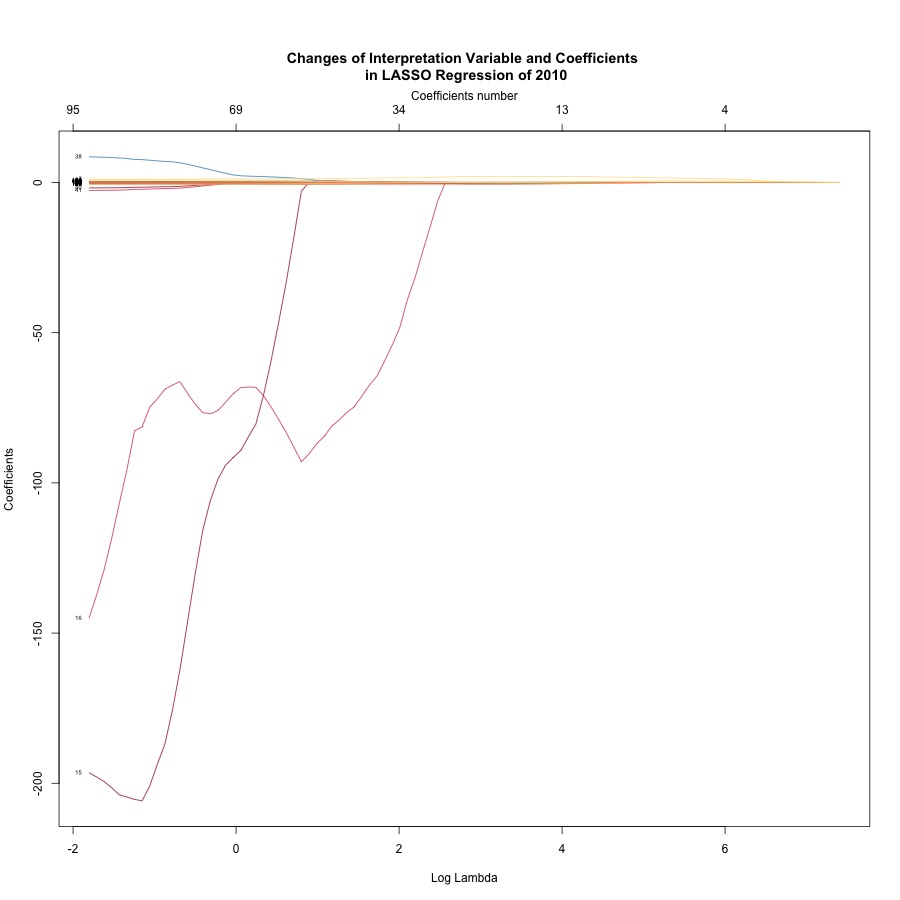 Changes of Interpretation Variable and Coefficients
in LASSO Regression of 2010
Coefficients number
95 69 34 13 4
38
0
-50
-100
-150
-200
16
15
Coefficients
-2 0 2 4 6
Log Lambda